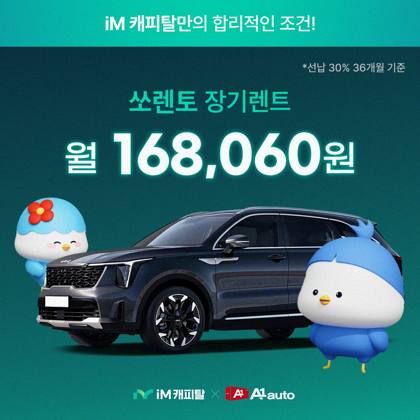 iM 캐피탈만의 합리적인 조건!
*선납 30% 36개월 기준
쏘렌토 장기렌트
월 168,060원
iM캐피탈 × A1 A1auto